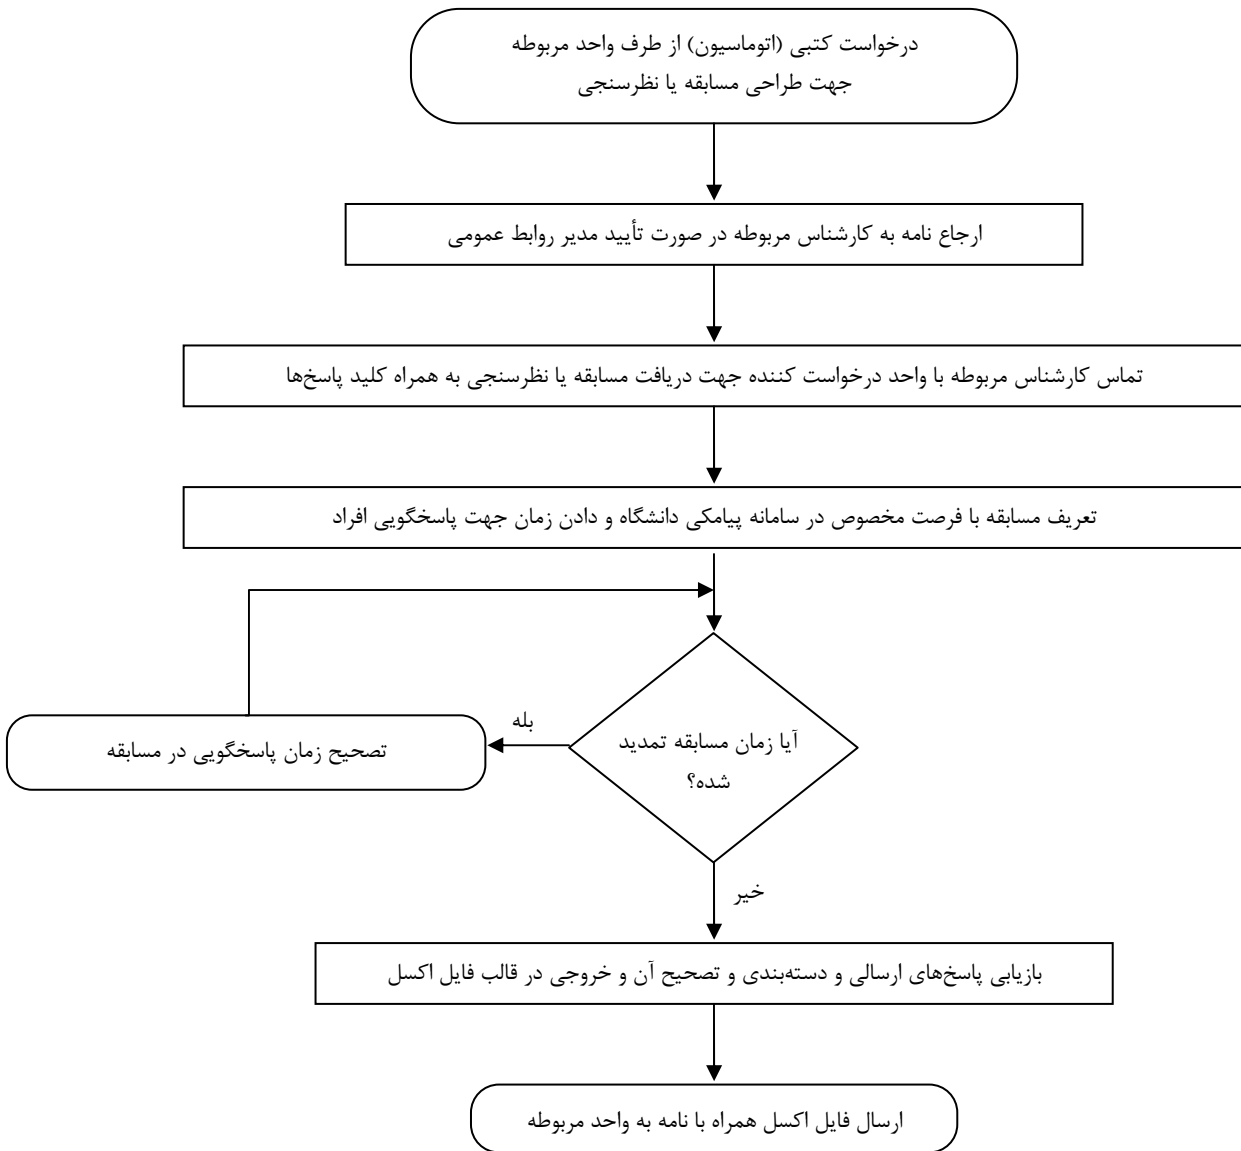 درخواست کتبی (اتوماسیون) از طرف واحد مربوطه
جهت طراحی مسابقه یا نظرسنجی
ارجاع نامه به کارشناس مربوطه در صورت تأیید مدیر روابط عمومی
تماس کارشناس مربوطه با واحد درخواست کننده جهت دریافت مسابقه یا نظرسنجی به همراه کلید پاسخ‌ها
تعریف مسابقه با فرصت مخصوص در سامانه پیامکی دانشگاه و دادن زمان جهت پاسخگویی افراد
آیا زمان مسابقه تمدید
شده؟
بله
تصحیح زمان پاسخگویی در مسابقه
خیر
بازیابی پاسخ‌های ارسالی و دسته‌بندی و تصحیح آن و خروجی در قالب فایل اکسل
ارسال فایل اکسل همراه با نامه به واحد مربوطه